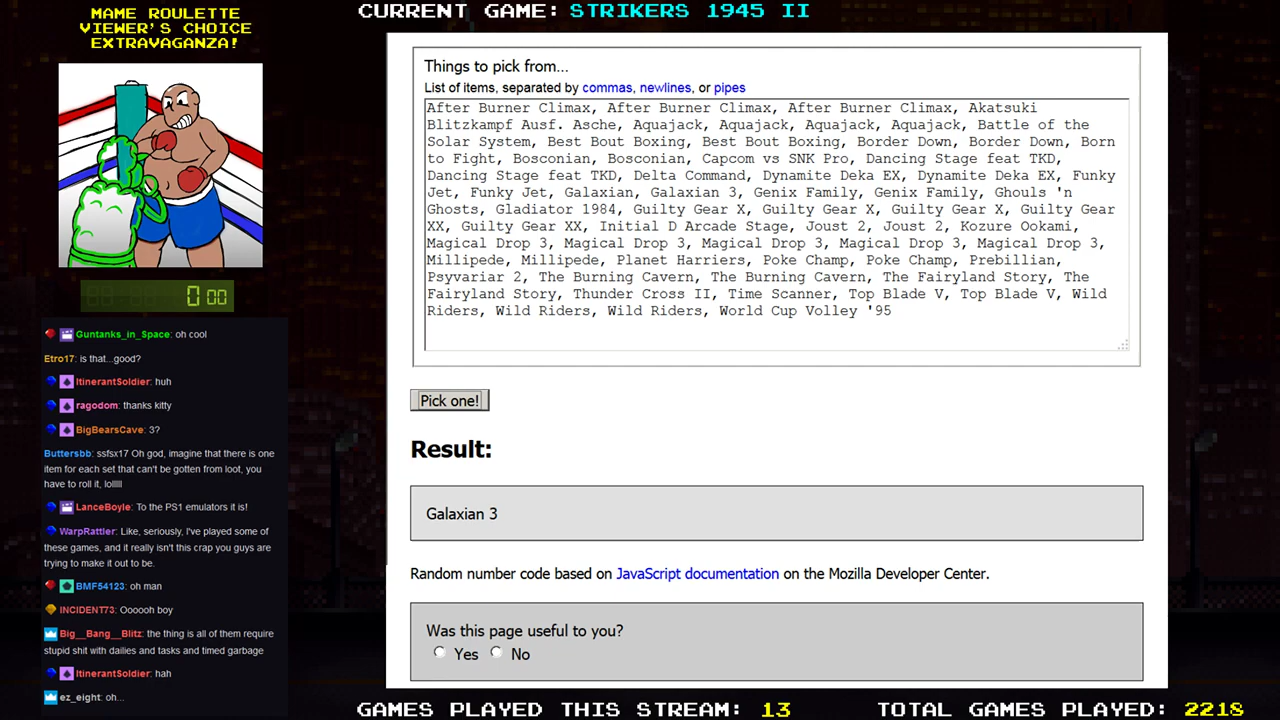 MAME ROULETTE
VIEWER'S CHOICE
EXTRAVAGANZA!
CURRENT GAME: STRIKERS 1945 II
Things to pick from...
List of items, separated by commas, newlines, or pipes
After Burner Climax, After Burner Climax, After Burner Climax, Akatsuki
Blitzkampf Ausf. Asche, Aquajack, Aquajack, Aquajack, Aquajack, Battle of the
Solar System, Best Bout Boxing, Best Bout Boxing, Border Down, Border Down, Born
to Fight, Bosconian, Bosconian, Capcom vs SNK Pro, Dancing Stage feat TKD,
Dancing Stage feat TKD, Delta Command, Dynamite Deka EX, Dynamite Deka EX, Funky
Jet, Funky Jet, Galaxian, Galaxian 3, Genix Family, Genix Family, Ghouls 'n
Ghosts, Gladiator 1984, Guilty Gear X, Guilty Gear X, Guilty Gear X, Guilty Gear
XX, Guilty Gear XX, Initial D Arcade Stage, Joust 2, Joust 2, Kozure Ookami,
Magical Drop 3, Magical Drop 3, Magical Drop 3, Magical Drop 3, Magical Drop 3,
Millipede, Millipede, Planet Harriers, Poke Champ, Poke Champ, Prebillian,
Psyvariar 2, The Burning Cavern, The Burning Cavern, The Fairyland Story, The
Fairyland Story, Thunder Cross II, Time Scanner, Top Blade V, Top Blade V, Wild
Riders, Wild Riders, Wild Riders, World Cup Volley '95
Pick one!
Result:
Galaxian 3
Random number code based on JavaScript documentation on the Mozilla Developer Center.
Was this page useful to you?
Yes No
0 00
Guntanks_in_Space: oh cool
Etro17: is that...good?
ItinerantSoldier: huh
ragodom: thanks kitty
BigBearsCave: 3?
Buttersbb: ssfsx17 Oh god, imagine that there is one
item for each set that can't be gotten from loot, you
have to roll it, lolllll
LanceBoyle: To the PS1 emulators it is!
WarpRattler: Like, seriously, I've played some of
these games, and it really isn't this crap you guys are
trying to make it out to be.
BMF54123: oh man
INCIDENT73: Oooooh boy
Big__Bang__Blitz: the thing is all of them require
stupid shit with dailies and tasks and timed garbage
ItinerantSoldier: hah
ez_eight: oh...
GAMES PLAYED THIS STREAM: 13
TOTAL GAMES PLAYED: 2218